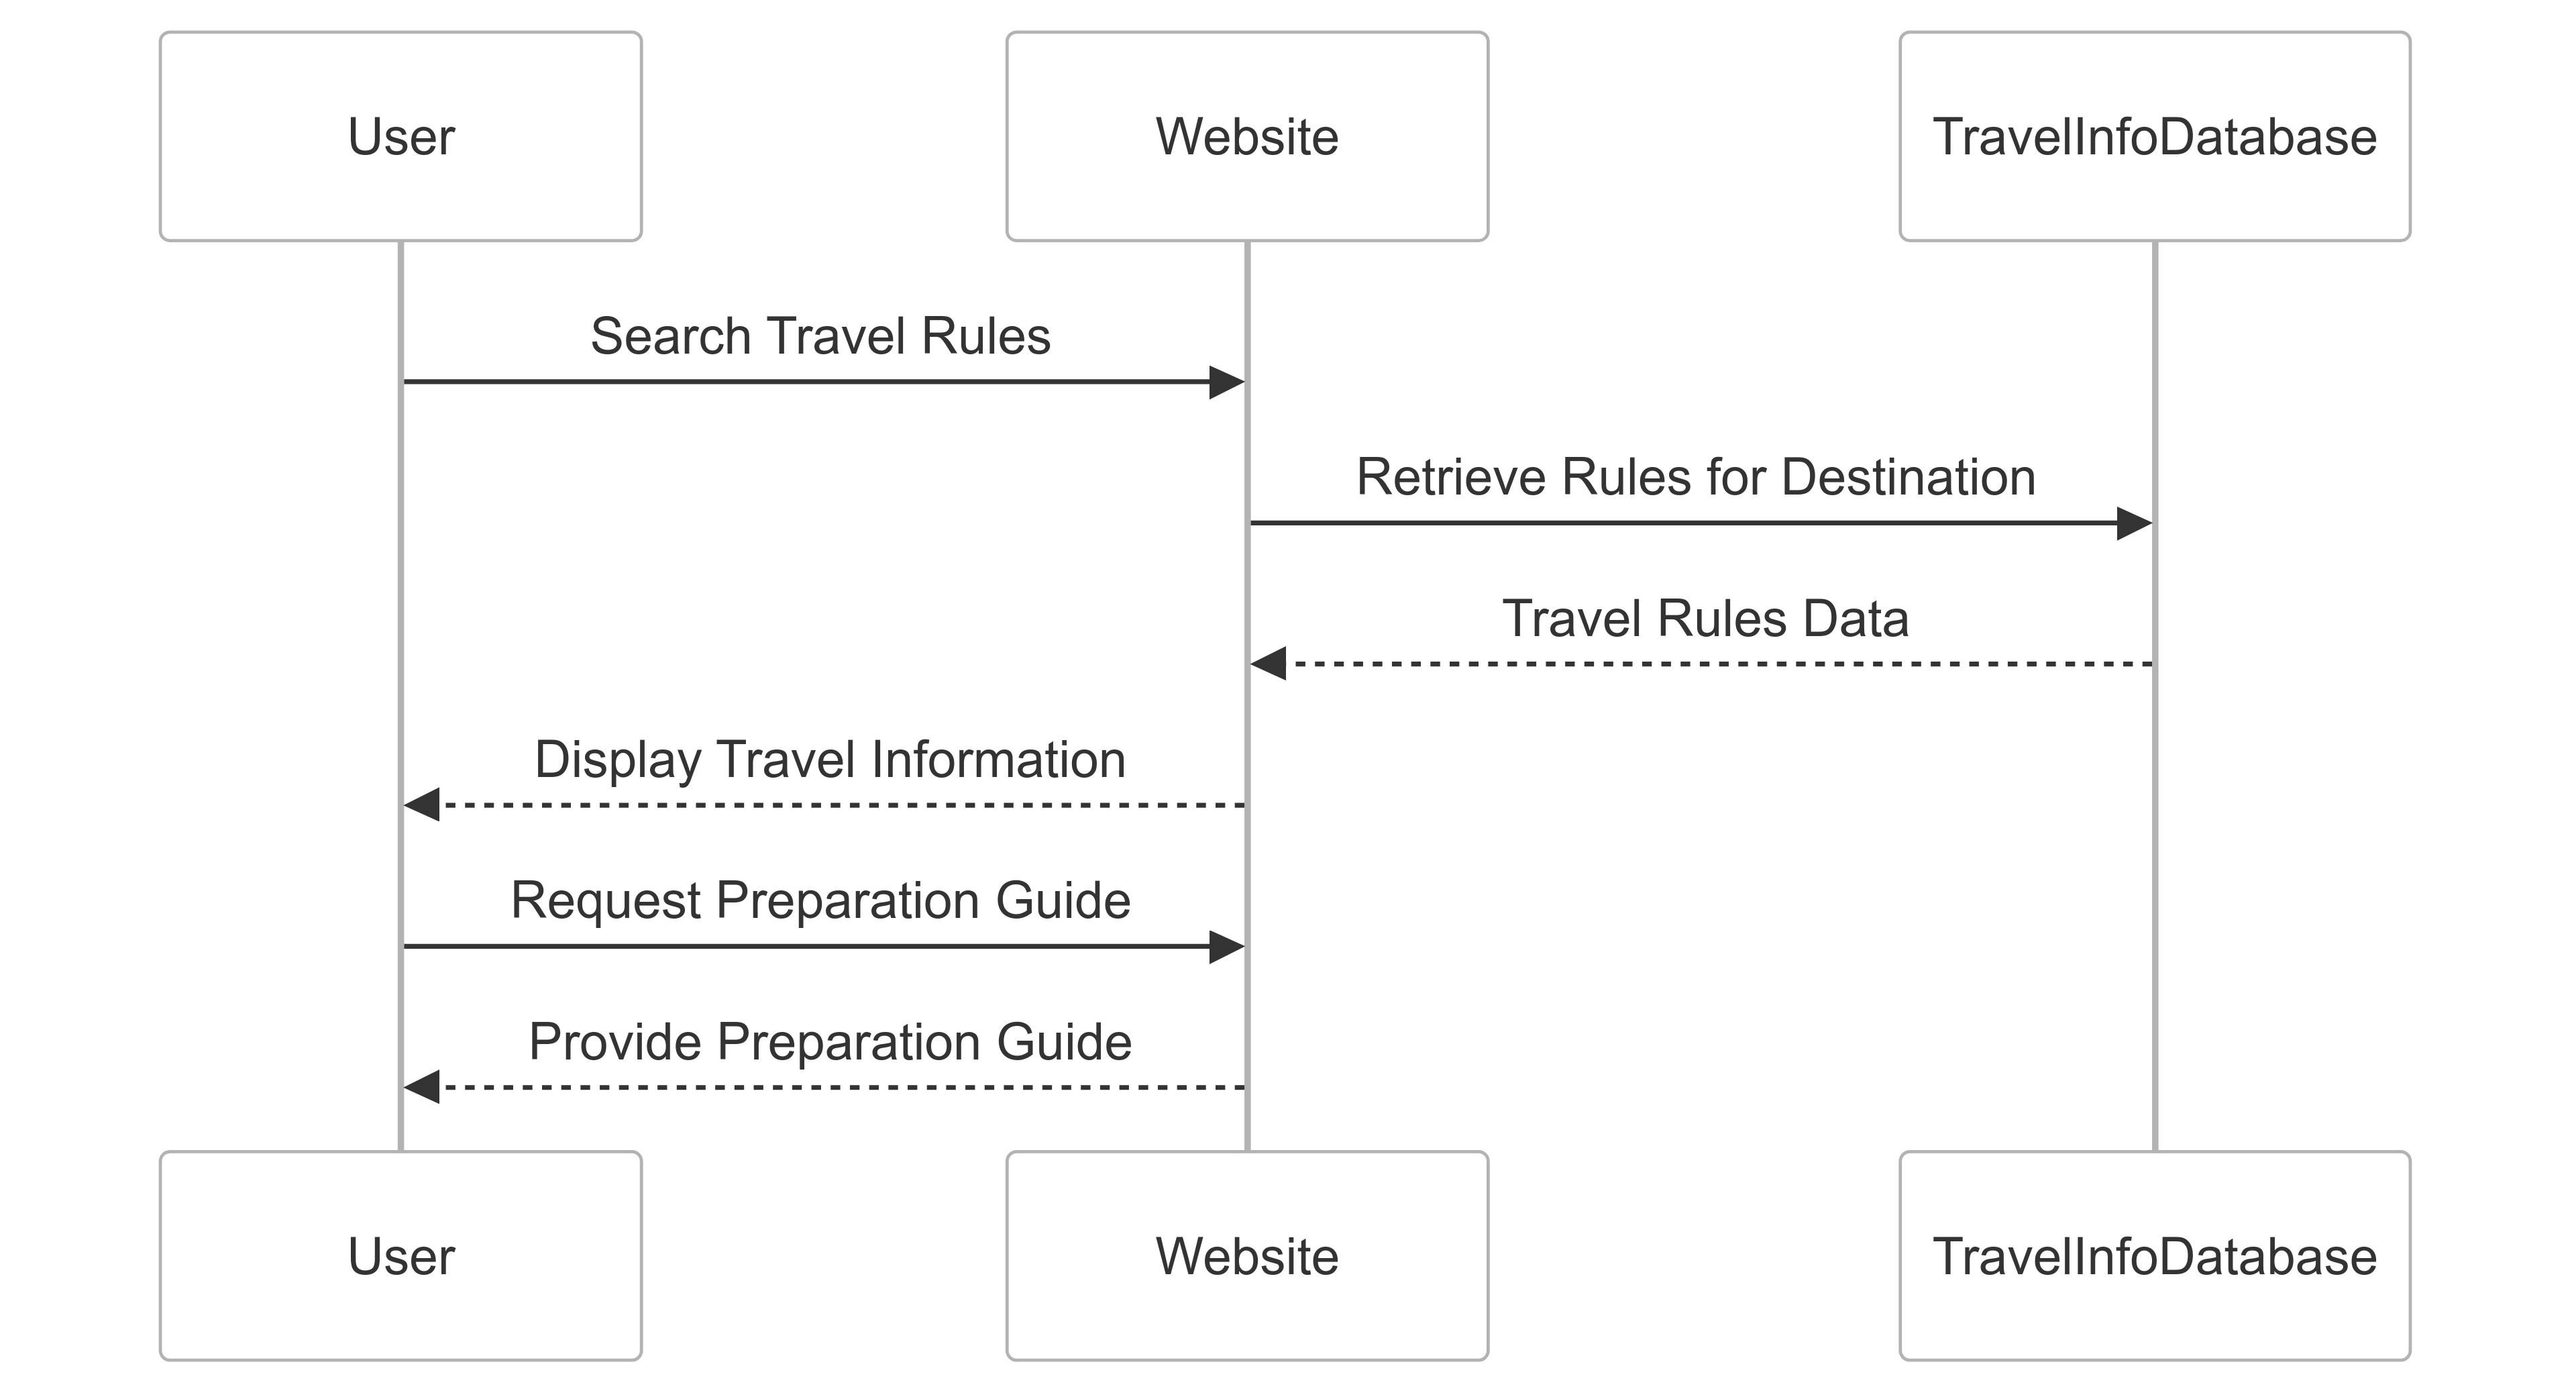 User
Website
TravelInfoDatabase
Search Travel Rules
Retrieve Rules for Destination
Travel Rules Data
Display Travel Information
Request Preparation Guide
Provide Preparation Guide
User
Website
TravelInfoDatabase